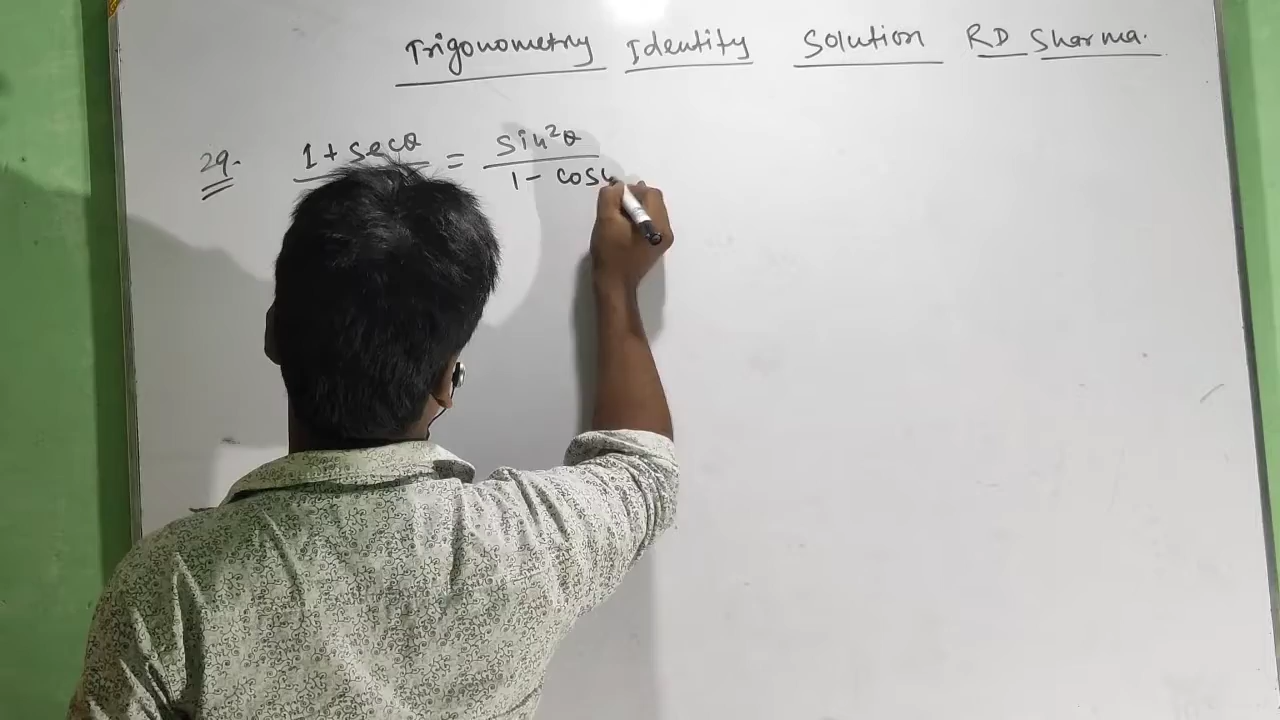 Trigonometry Identity Solution RD Sharma.
29. 1 + secθ = sin²θ
1 - cos